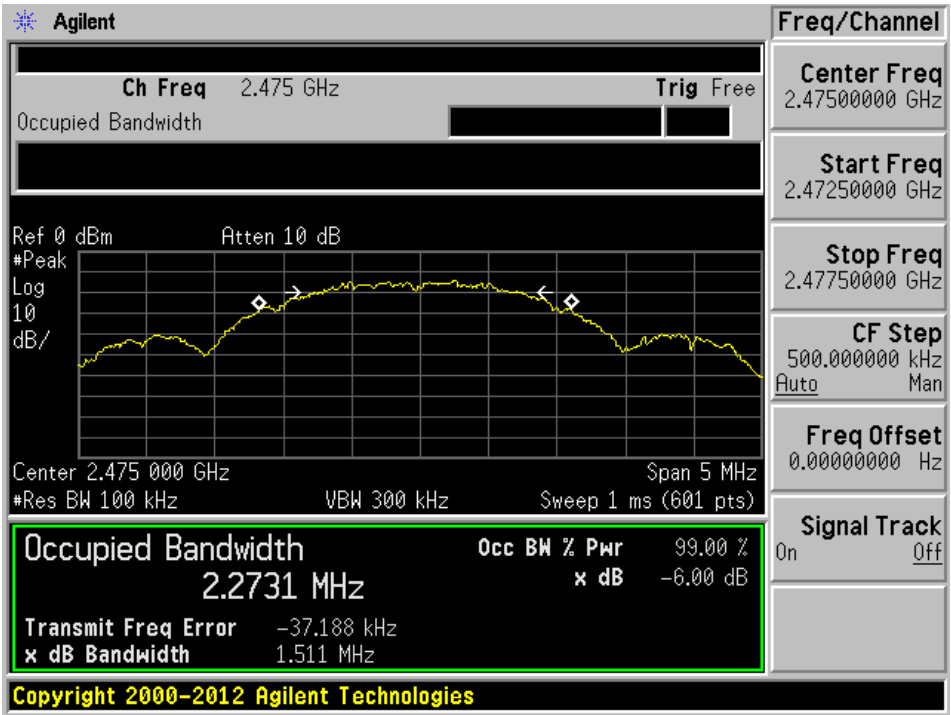 Agilent
Freq/Channel
Ch Freq 2.475 GHz Trig Free
Occupied Bandwidth
Center Freq
2.47500000 GHz
Start Freq
2.47250000 GHz
Stop Freq
2.47750000 GHz
CF Step
500.000000 kHz
Auto Man
Freq Offset
0.00000000 Hz
Signal Track
On Off
Ref 0 dBm Atten 10 dB
#Peak
Log
10
dB/
Center 2.475 000 GHz Span 5 MHz
#Res BW 100 kHz VBW 300 kHz Sweep 1 ms (601 pts)
Occupied Bandwidth Occ BW % Pwr 99.00 %
2.2731 MHz x dB -6.00 dB
Transmit Freq Error -37.188 kHz
x dB Bandwidth 1.511 MHz
Copyright 2000-2012 Agilent Technologies